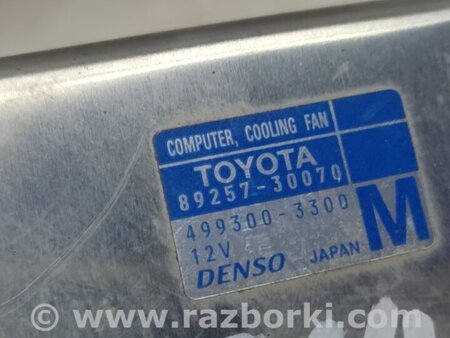 COMPUTER, COOLING FAN
TOYOTA
89257-30070
499300-3300
12V
DENSO JAPAN M
© www.razborki.com